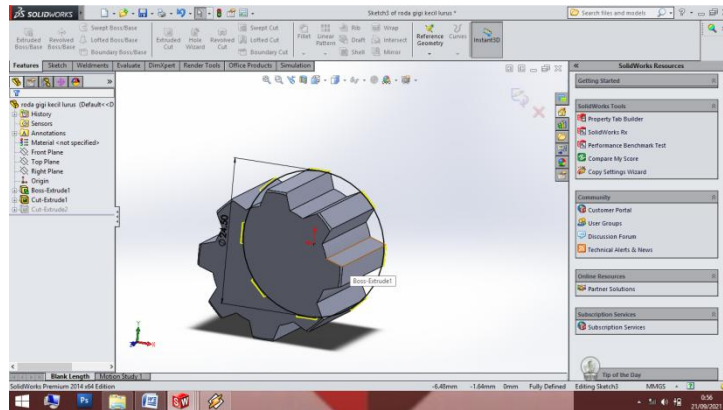 SOLIDWORKS
Sketch3 of roda gigi kecil lurus *
Search files and models
Extruded Boss/Base
Revolved Boss/Base
Swept Boss/Base
Lofted Boss/Base
Boundary Boss/Base
Extruded Cut
Hole Wizard
Revolved Cut
Swept Cut
Lofted Cut
Boundary Cut
Fillet
Linear Pattern
Rib
Draft
Shell
Wrap
Intersect
Mirror
Reference Geometry
Curves
Instant3D
Features Sketch Weldments Evaluate DimXpert Render Tools Office Products Simulation
roda gigi kecil lurus (Default<<D
History
Sensors
Annotations
Material <not specified>
Front Plane
Top Plane
Right Plane
Origin
Boss-Extrude1
Cut-Extrude1
Cut-Extrude2
Ø24.50
Boss-Extrude1
SolidWorks Resources
Getting Started
SolidWorks Tools
Property Tab Builder
SolidWorks Rx
Performance Benchmark Test
Compare My Score
Copy Settings Wizard
Community
Customer Portal
User Groups
Discussion Forum
Technical Alerts & News
Online Resources
Partner Solutions
Subscription Services
Subscription Services
Tip of the Day
Blank Length Motion Study 1
SolidWorks Premium 2014 x64 Edition
-6.48mm -1.64mm 0mm Fully Defined Editing Sketch3 MMGS
Ps
W
SW
0:56
21/09/2021